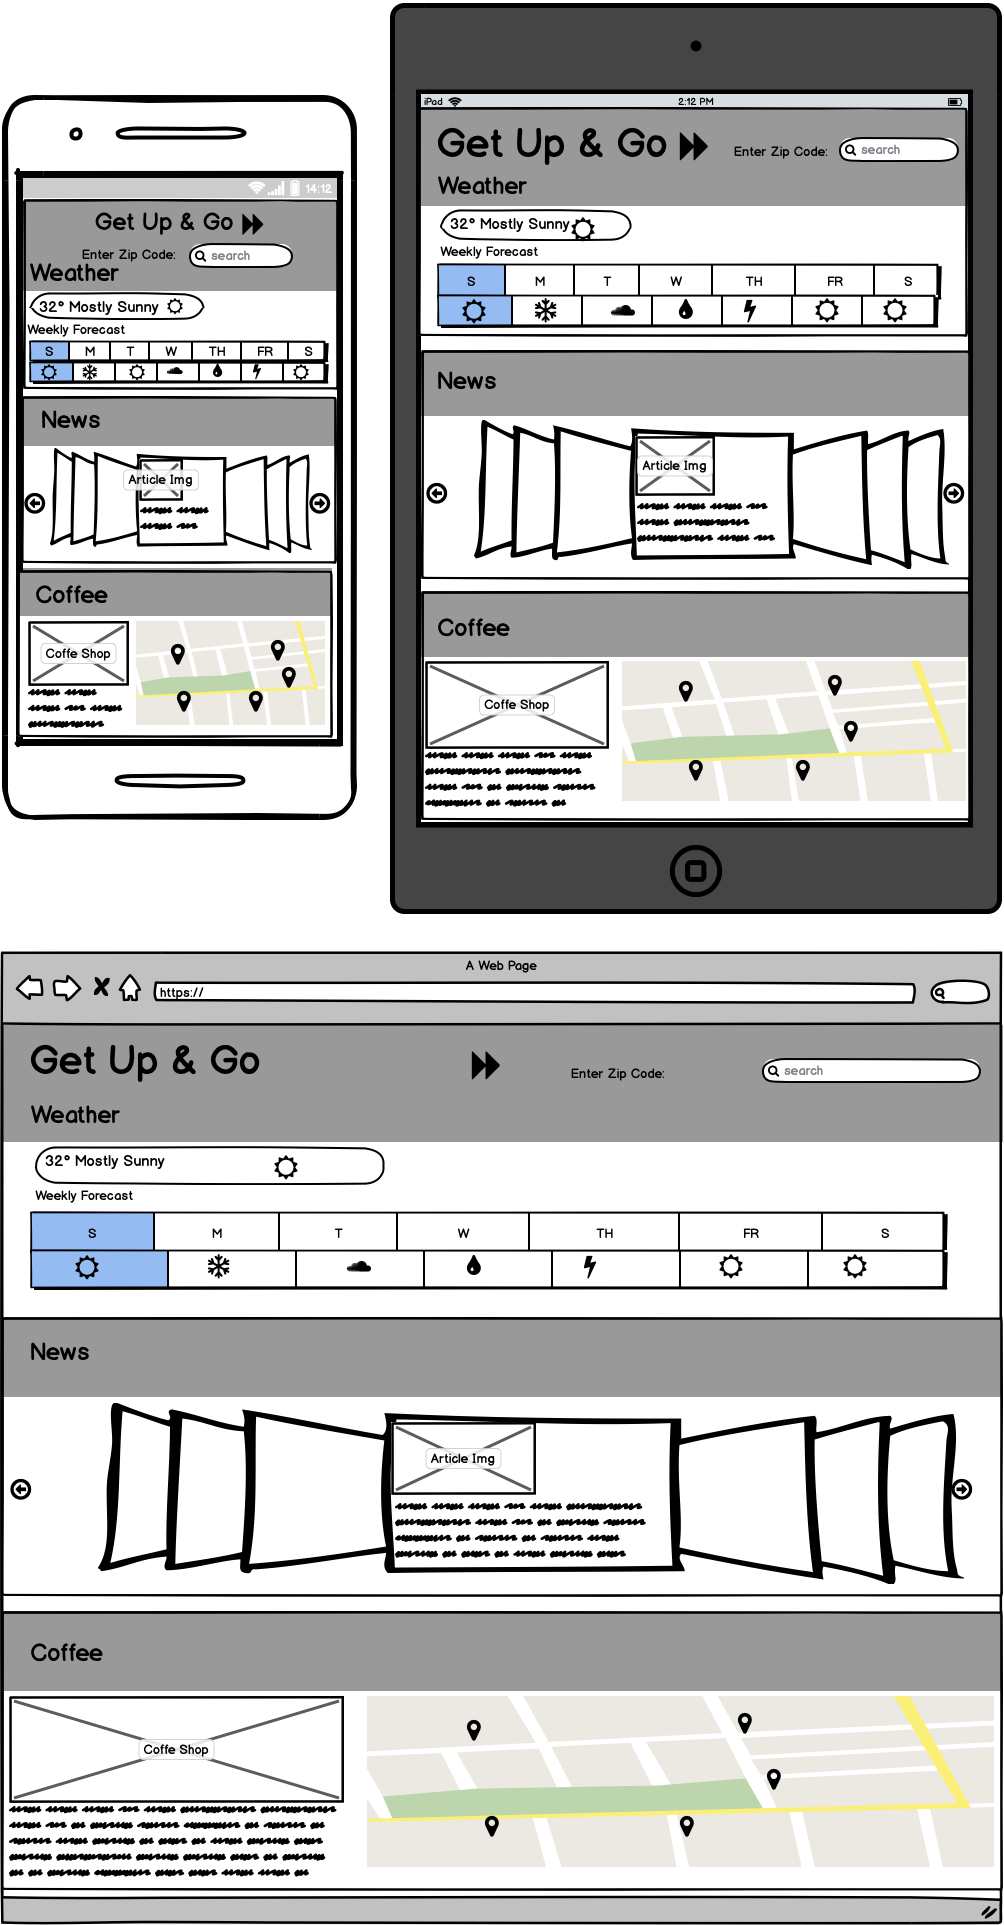 14:12
Get Up & Go
Enter Zip Code: search
Weather
32° Mostly Sunny
Weekly Forecast
S M T W TH FR S
News
Article Img
Coffee
Coffe Shop
iPad 2:12 PM
Get Up & Go Enter Zip Code: search
Weather
32° Mostly Sunny
Weekly Forecast
S M T W TH FR S
News
Article Img
Coffee
Coffe Shop
A Web Page
https://
Get Up & Go Enter Zip Code: search
Weather
32° Mostly Sunny
Weekly Forecast
S M T W TH FR S
News
Article Img
Coffee
Coffe Shop